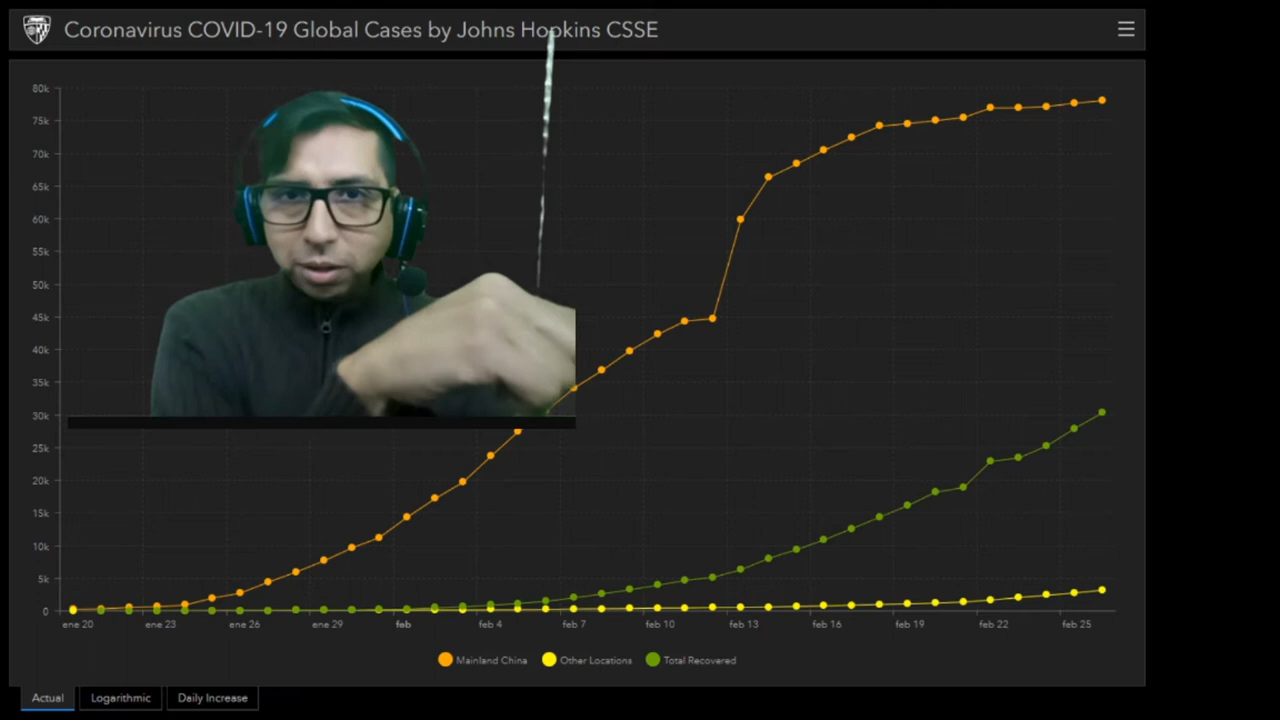 Coronavirus COVID-19 Global Cases by Johns Hopkins CSSE
80k
75k
70k
65k
60k
55k
50k
45k
40k
35k
30k
25k
20k
15k
10k
5k
0
ene 20 ene 23 ene 26 ene 29 feb feb 4 feb 7 feb 10 feb 13 feb 16 feb 19 feb 22 feb 25
Mainland China Other Locations Total Recovered
Actual Logarithmic Daily Increase